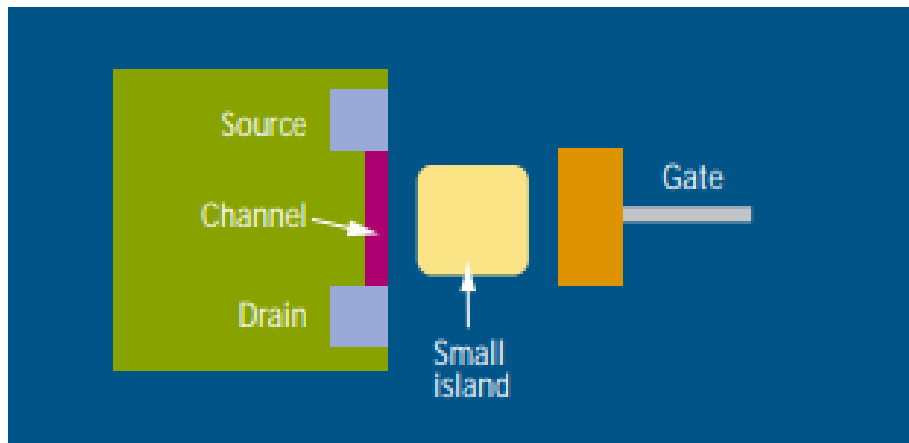 Source
Channel
Gate
Drain
Small
island